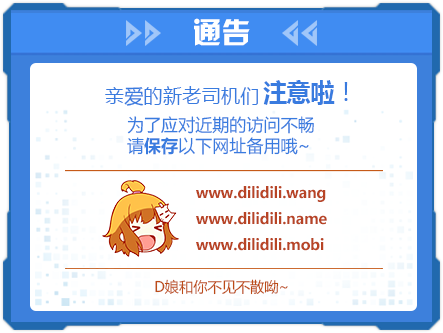 通告
亲爱的新老司机们 注意啦！
为了应对近期的访问不畅
请保存以下网址备用哦~
www.dilidili.wang
www.dilidili.name
www.dilidili.mobi
D娘和你不见不散呦~